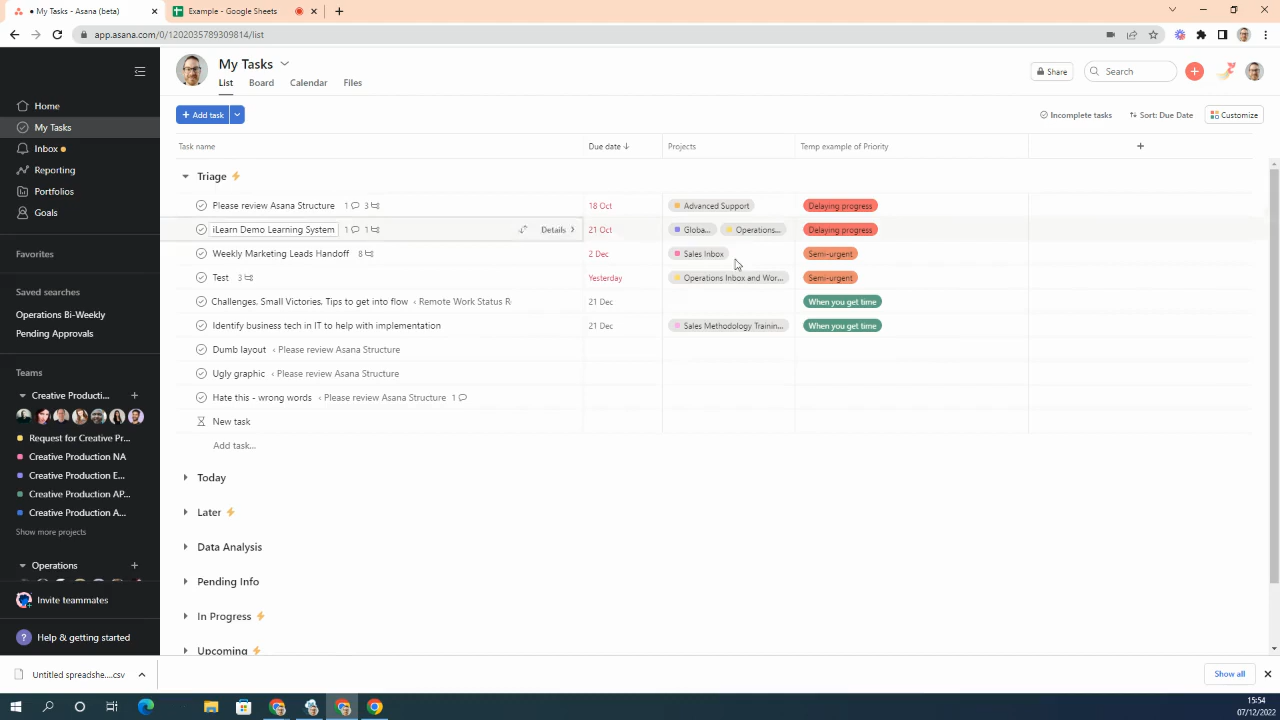 • My Tasks - Asana (beta)
Example - Google Sheets
app.asana.com/0/1202035789309814/list
My Tasks
List Board Calendar Files
Share
Search
Home
My Tasks
Inbox
Reporting
Portfolios
Goals
Favorites
Saved searches
Operations Bi-Weekly
Pending Approvals
Teams
Creative Producti...
Request for Creative Pr...
Creative Production NA
Creative Production E...
Creative Production AP...
Creative Production A...
Show more projects
Operations
Invite teammates
Help & getting started
+ Add task
Incomplete tasks
Sort: Due Date
Customize
Task name Due date Projects Temp example of Priority
Triage
Please review Asana Structure 1 3 18 Oct Advanced Support Delaying progress
iLearn Demo Learning System 1 1 Details 21 Oct Globa... Operations... Delaying progress
Weekly Marketing Leads Handoff 8 2 Dec Sales Inbox Semi-urgent
Test 3 Yesterday Operations Inbox and Wor... Semi-urgent
Challenges, Small Victories, Tips to get into flow ‹ Remote Work Status R 21 Dec When you get time
Identify business tech in IT to help with implementation 21 Dec Sales Methodology Trainin... When you get time
Dumb layout ‹ Please review Asana Structure
Ugly graphic ‹ Please review Asana Structure
Hate this - wrong words ‹ Please review Asana Structure 1
New task
Add task...
Today
Later
Data Analysis
Pending Info
In Progress
Upcoming
Untitled spreadshe....csv
Show all
15:54
07/12/2022